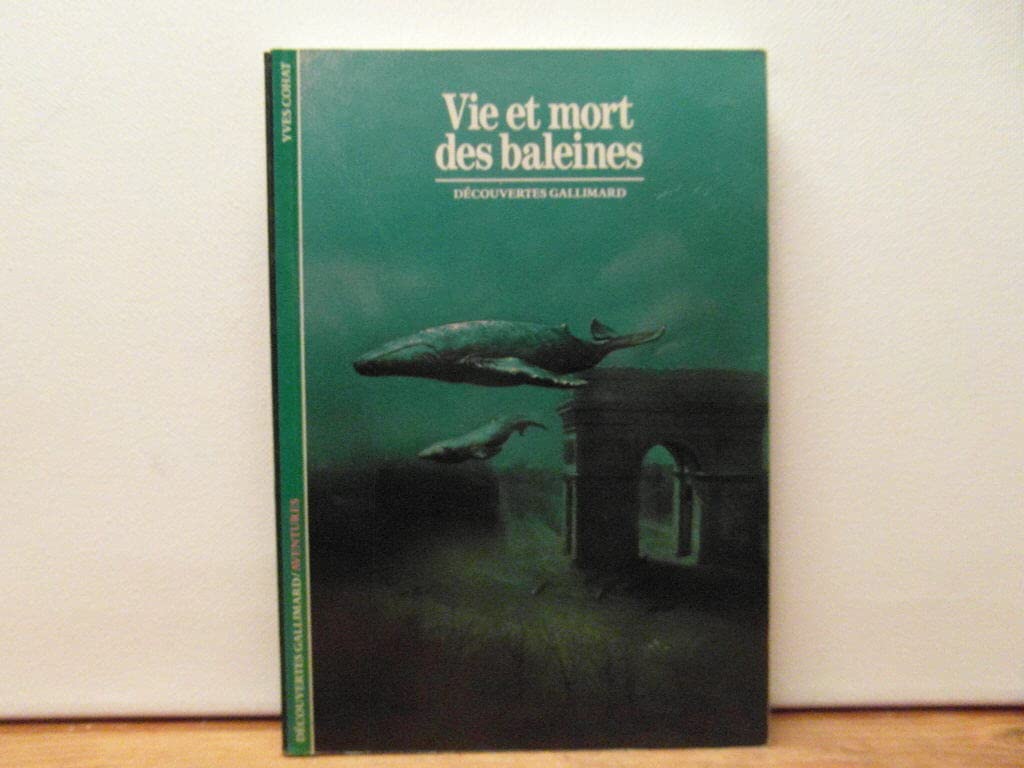 Vie et mort
des baleines
DÉCOUVERTES GALLIMARD
YVES COHAT
DÉCOUVERTES GALLIMARD/AVENTURES